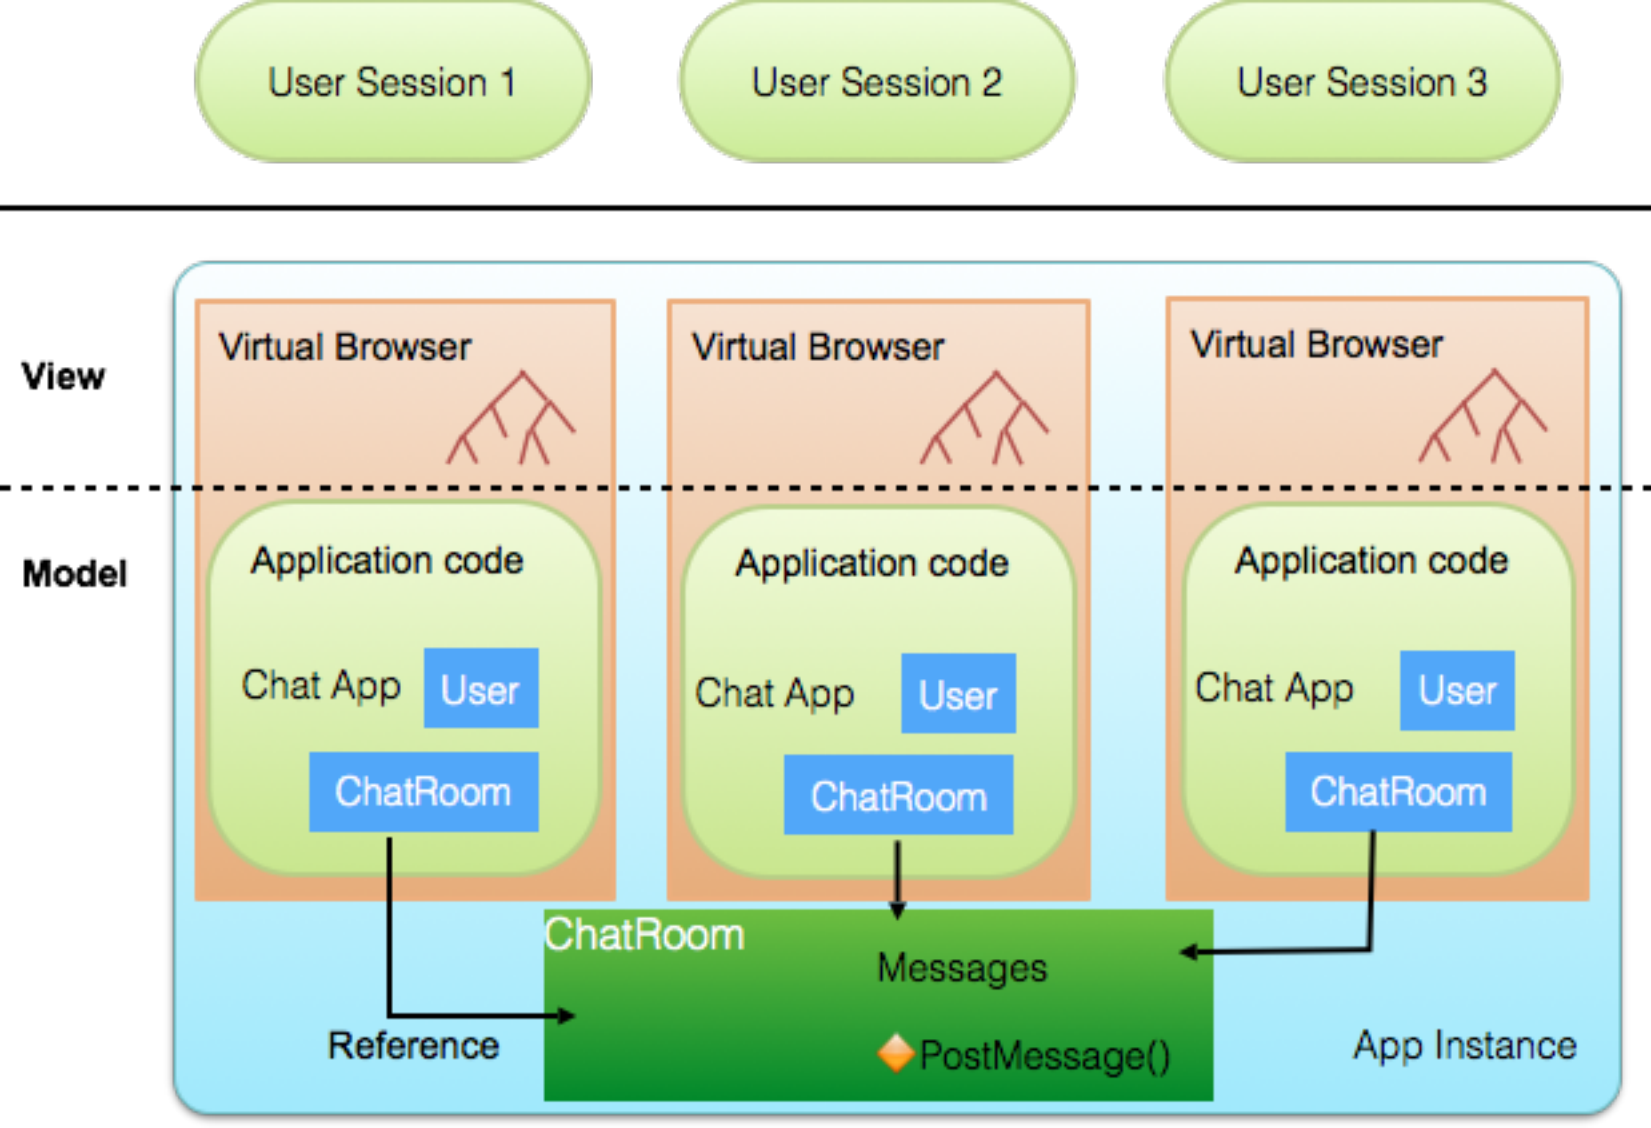 User Session 1
User Session 2
User Session 3
View
Virtual Browser
Virtual Browser
Virtual Browser
Model
Application code
Application code
Application code
Chat App
User
Chat App
User
Chat App
User
ChatRoom
ChatRoom
ChatRoom
ChatRoom
Messages
Reference
PostMessage()
App Instance